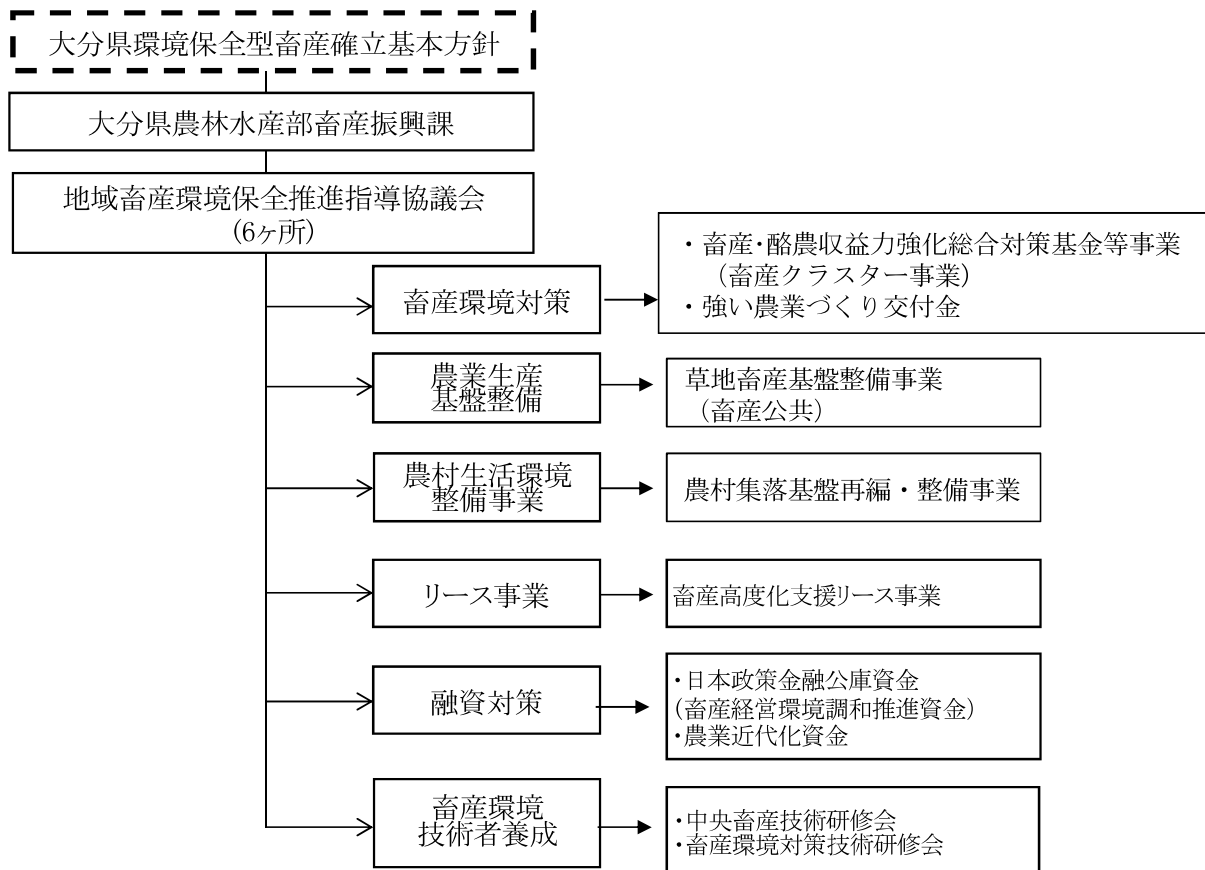 大分県環境保全型畜産確立基本方針
大分県農林水産部畜産振興課
地域畜産環境保全推進指導協議会
(6ヶ所)
畜産環境対策
・畜産・酪農収益力強化総合対策基金等事業
（畜産クラスター事業）
・強い農業づくり交付金
農業生産
基盤整備
草地畜産基盤整備事業
（畜産公共）
農村生活環境
整備事業
農村集落基盤再編・整備事業
リース事業
畜産高度化支援リース事業
融資対策
・日本政策金融公庫資金
(畜産経営環境調和推進資金)
・農業近代化資金
畜産環境
技術者養成
・中央畜産技術研修会
・畜産環境対策技術研修会